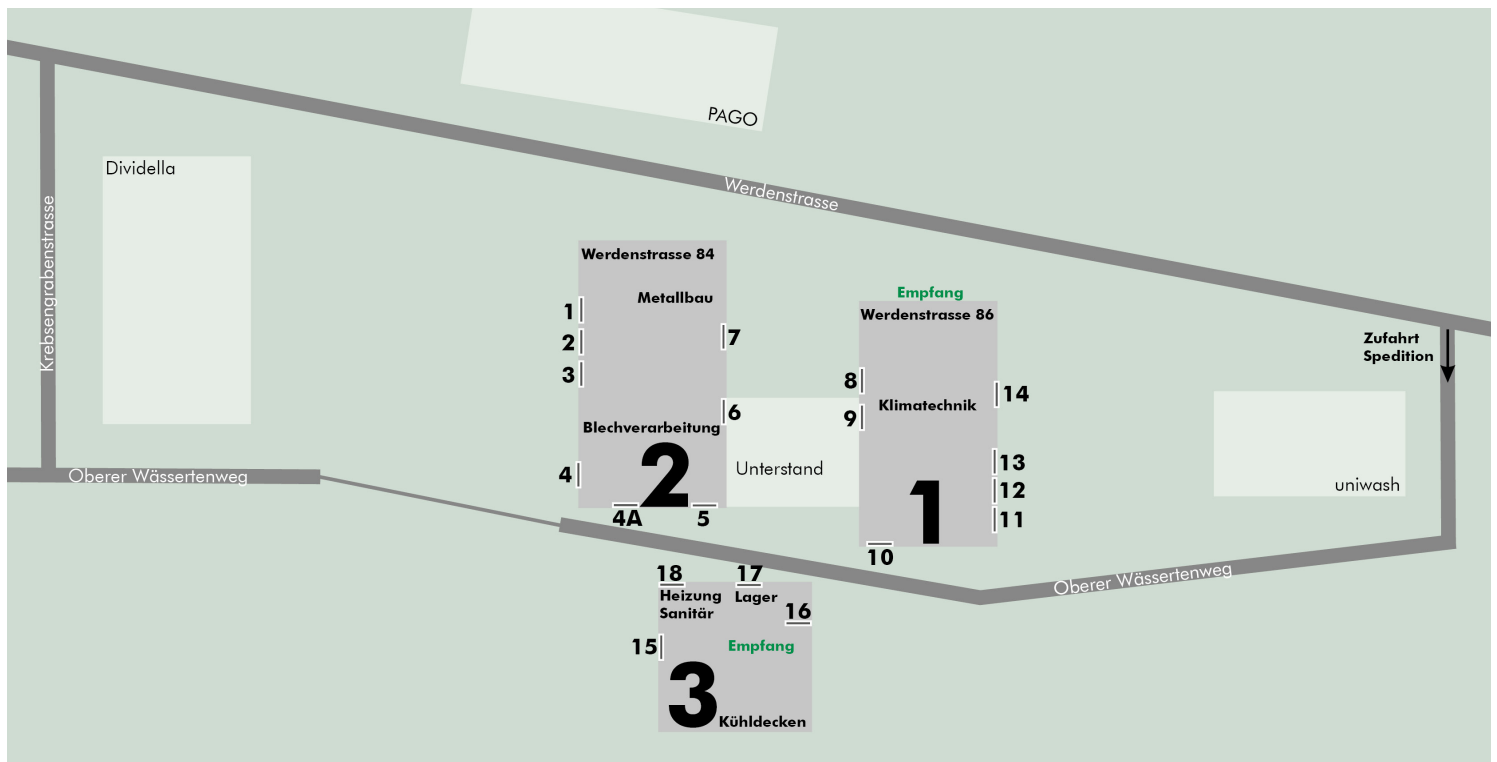 PAGO
Dividella
Werdenstrasse
Krebsengrabenstrasse
Werdenstrasse 84
Metallbau
1
2
3
7
6
Blechverarbeitung
2
4
4A
5
Unterstand
Empfang
Werdenstrasse 86
8
9
Klimatechnik
14
13
12
11
1
10
Zufahrt
Spedition
uniwash
Oberer Wässertenweg
Oberer Wässertenweg
18
17
Heizung
Sanitär
Lager
16
15
Empfang
3
Kühldecken